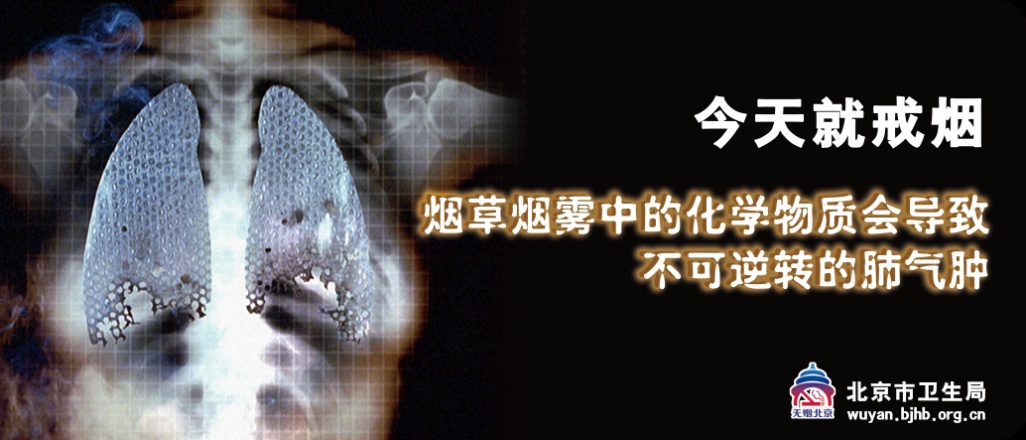 今天就戒烟
烟草烟雾中的化学物质会导致
不可逆转的肺气肿
无烟北京
北京市卫生局
wuyan.bjhb.org.cn